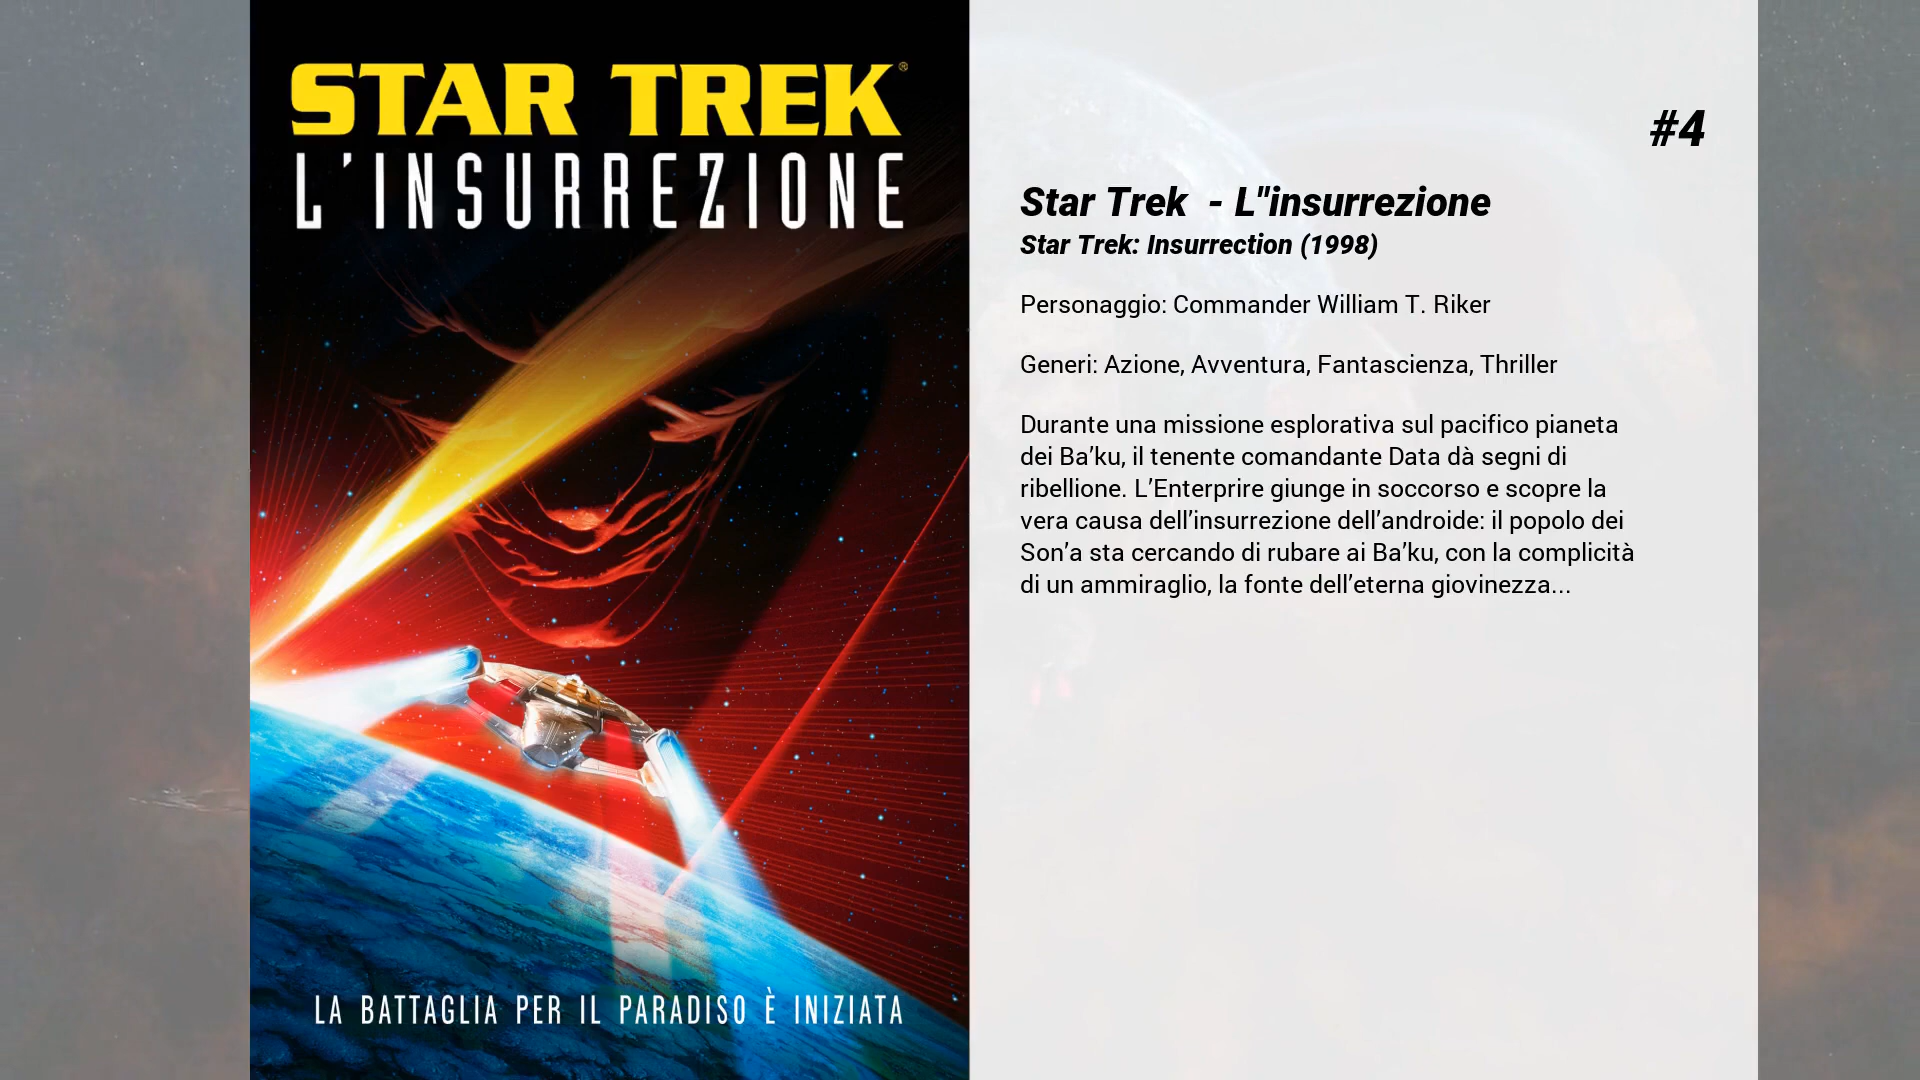 STAR TREK®
L'INSURREZIONE
LA BATTAGLIA PER IL PARADISO È INIZIATA
#4
Star Trek  - L"insurrezione
Star Trek: Insurrection (1998)
Personaggio: Commander William T. Riker
Generi: Azione, Avventura, Fantascienza, Thriller
Durante una missione esplorativa sul pacifico pianeta
dei Ba’ku, il tenente comandante Data dà segni di
ribellione. L’Enterprire giunge in soccorso e scopre la
vera causa dell’insurrezione dell’androide: il popolo dei
Son’a sta cercando di rubare ai Ba’ku, con la complicità
di un ammiraglio, la fonte dell’eterna giovinezza...